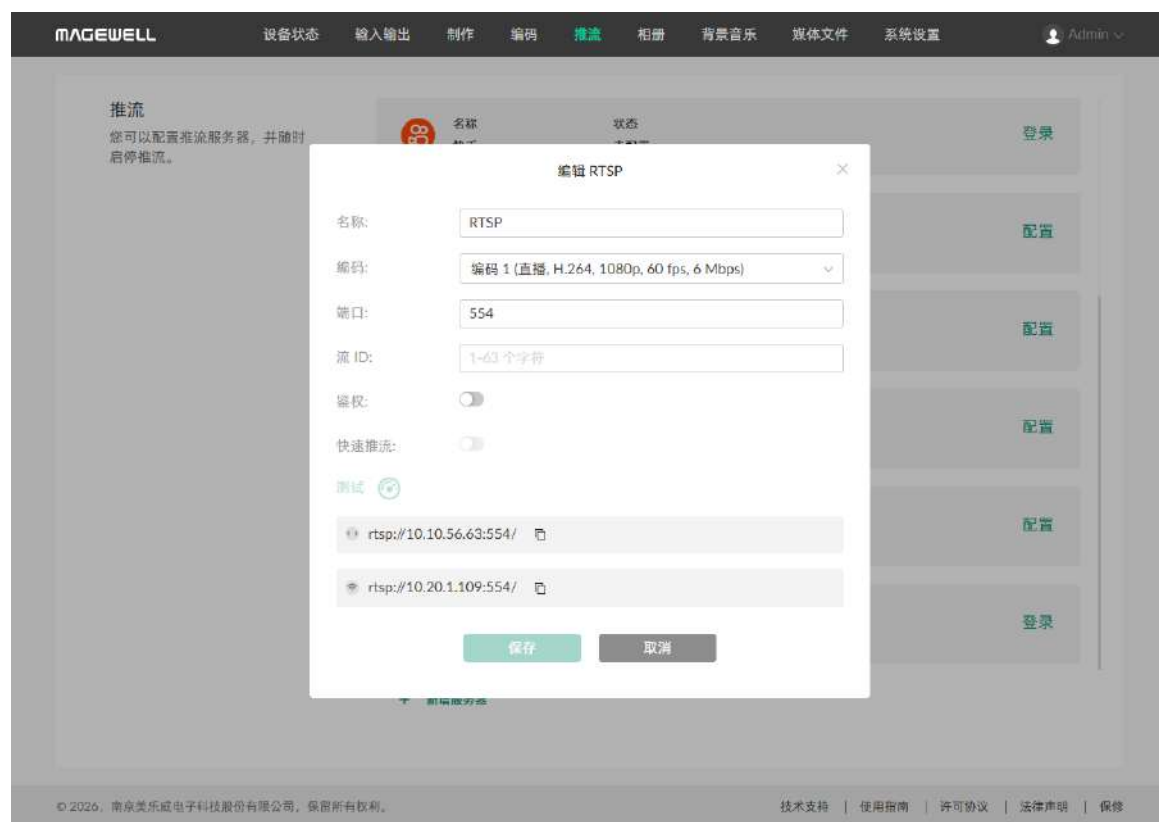 MAGEWELL 设备状态 输入输出 制作 编码 推流 相册 背景音乐 媒体文件 系统设置 Admin
推流
您可以配置推流服务器，并随时
启停推流。
名称 状态
登录
编辑 RTSP
名称: RTSP
配置
编码: 编码 1 (直播, H.264, 1080p, 60 fps, 6 Mbps)
端口: 554
配置
流 ID: 1-63 个字符
鉴权:
配置
快速推流:
测试
rtsp://10.10.56.63:554/
配置
rtsp://10.20.1.109:554/
登录
保存 取消
© 2026，南京美乐威电子科技股份有限公司，保留所有权利。 技术支持 | 使用指南 | 许可协议 | 法律声明 | 保修